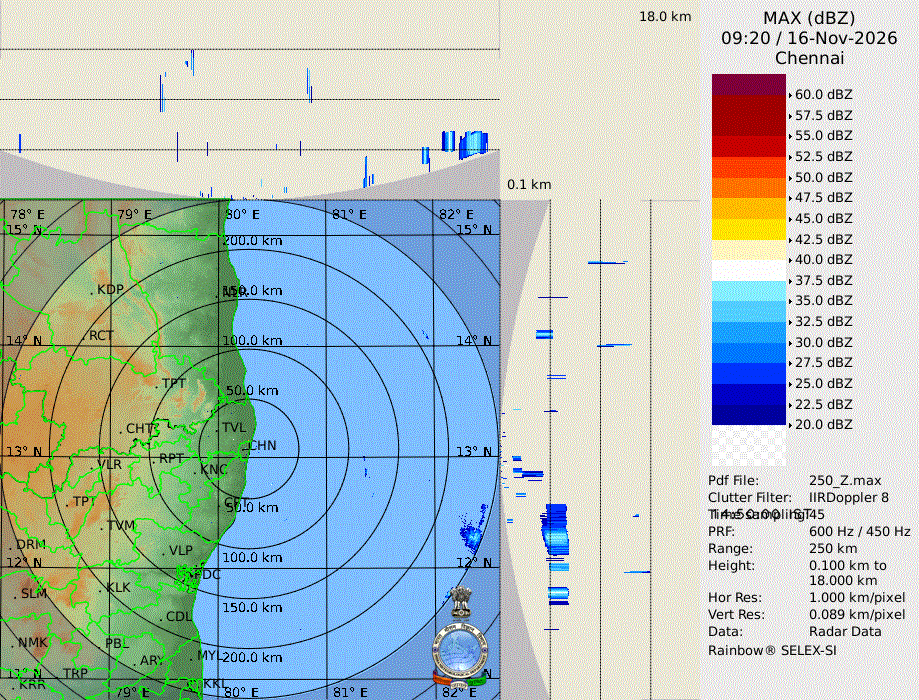 18.0 km
0.1 km
MAX (dBZ)
09:20 / 16-Nov-2026
Chennai
60.0 dBZ
57.5 dBZ
55.0 dBZ
52.5 dBZ
50.0 dBZ
47.5 dBZ
45.0 dBZ
42.5 dBZ
40.0 dBZ
37.5 dBZ
35.0 dBZ
32.5 dBZ
30.0 dBZ
27.5 dBZ
25.0 dBZ
22.5 dBZ
20.0 dBZ
Pdf File: 250_Z.max
Clutter Filter: IIRDoppler 8
PRF: 600 Hz / 450 Hz
Range: 250 km
Height: 0.100 km to
18.000 km
Hor Res: 1.000 km/pixel
Vert Res: 0.089 km/pixel
Data: Radar Data
Rainbow® SELEX-SI
78° E 79° E 80° E 81° E 82° E
15° N 15° N
200.0 km
KDP
150.0 km
RCT
100.0 km
14° N 14° N
TPT
50.0 km
CHT
TVL
CHN
13° N 13° N
VLR
RPT
KNC
TPT
50.0 km
TVM
DRM
VLP
100.0 km
12° N 12° N
PDC
SLM
KLK
150.0 km
CDL
NMK
PBL
ARY
MYL
200.0 km
11° N 11° N
TRP
KRR
KKL
79° E 80° E 81° E 82° E